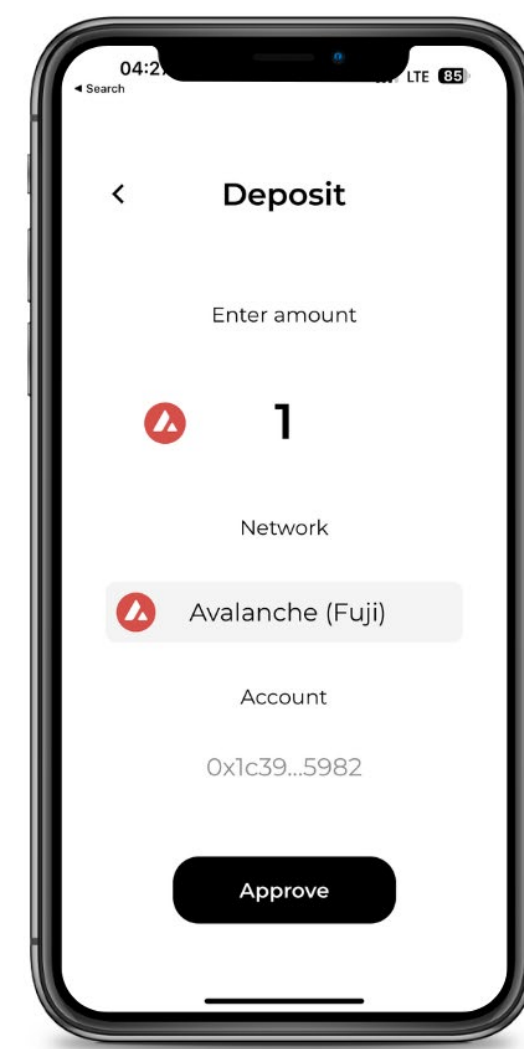 04:2
◀ Search
LTE 85
Deposit
Enter amount
1
Network
Avalanche (Fuji)
Account
0x1c39...5982
Approve